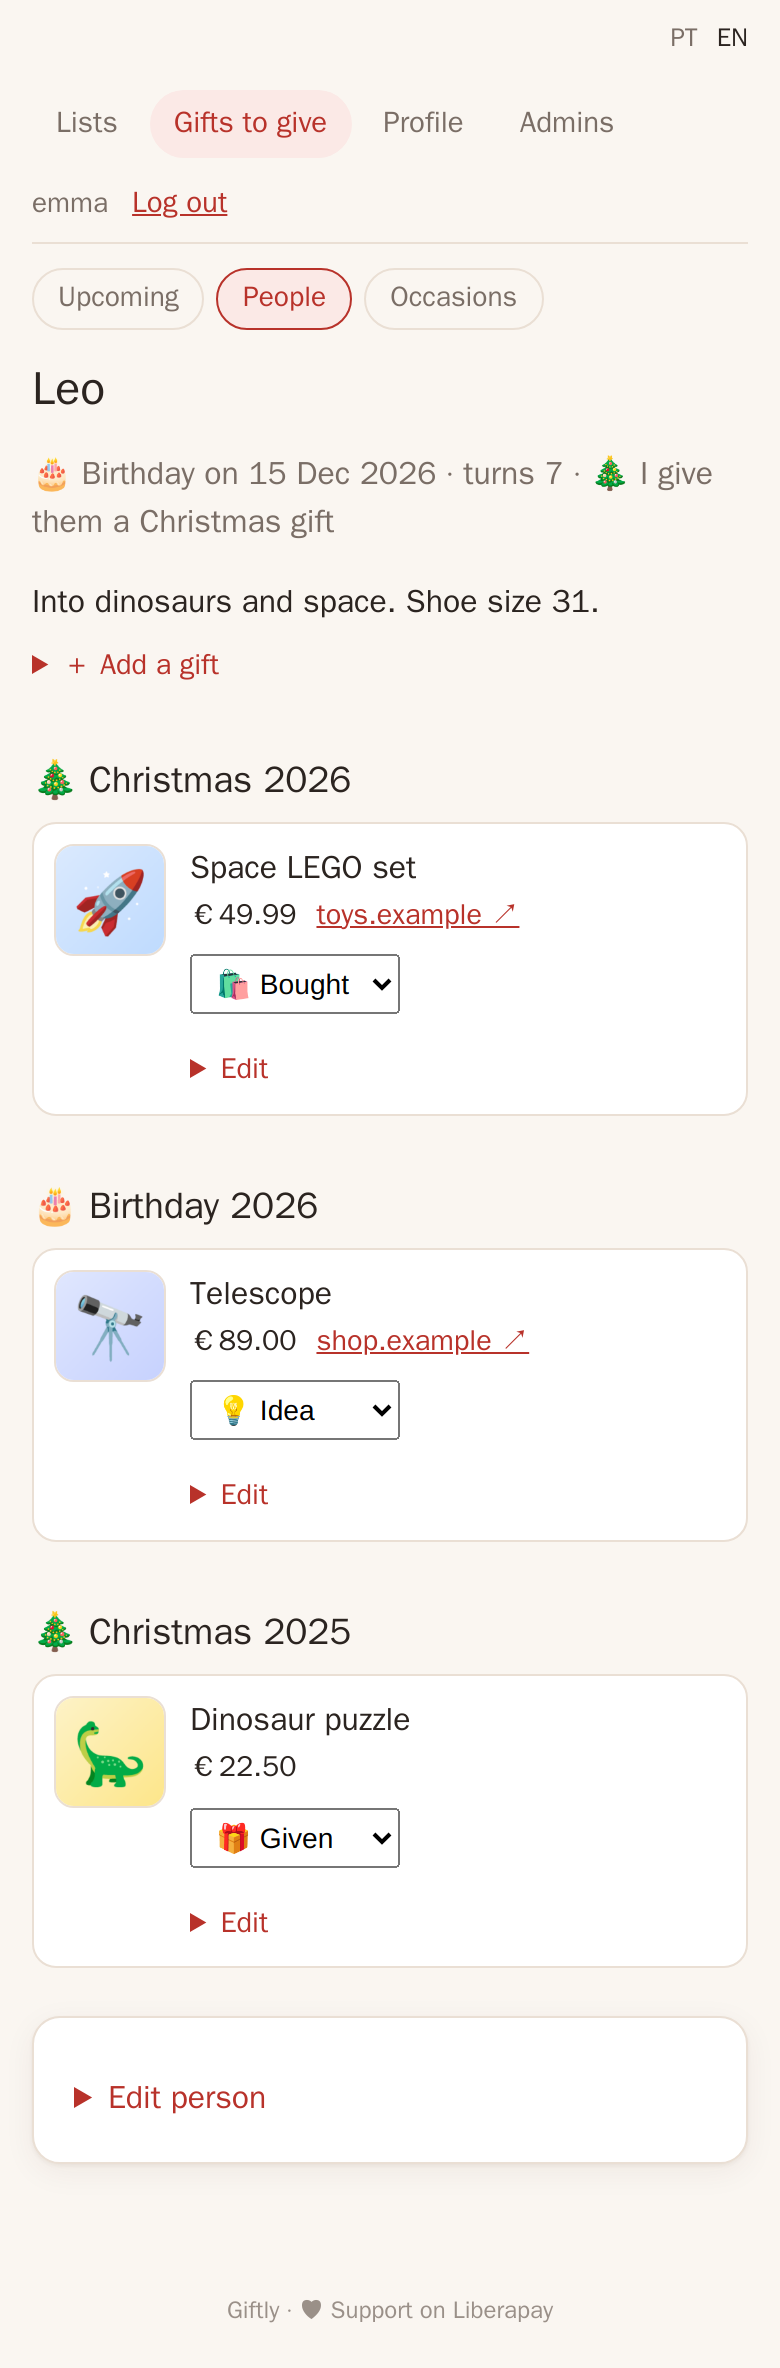 PT EN
Lists Gifts to give Profile Admins
emma Log out
Upcoming People Occasions
Leo
🎂 Birthday on 15 Dec 2026 · turns 7 · 🎄 I give
them a Christmas gift
Into dinosaurs and space. Shoe size 31.
▶ + Add a gift
🎄 Christmas 2026
Space LEGO set
€ 49.99 toys.example ↗
🛍️ Bought
▶ Edit
🎂 Birthday 2026
Telescope
€ 89.00 shop.example ↗
💡 Idea
▶ Edit
🎄 Christmas 2025
Dinosaur puzzle
€ 22.50
🎁 Given
▶ Edit
▶ Edit person
Giftly · ♥ Support on Liberapay